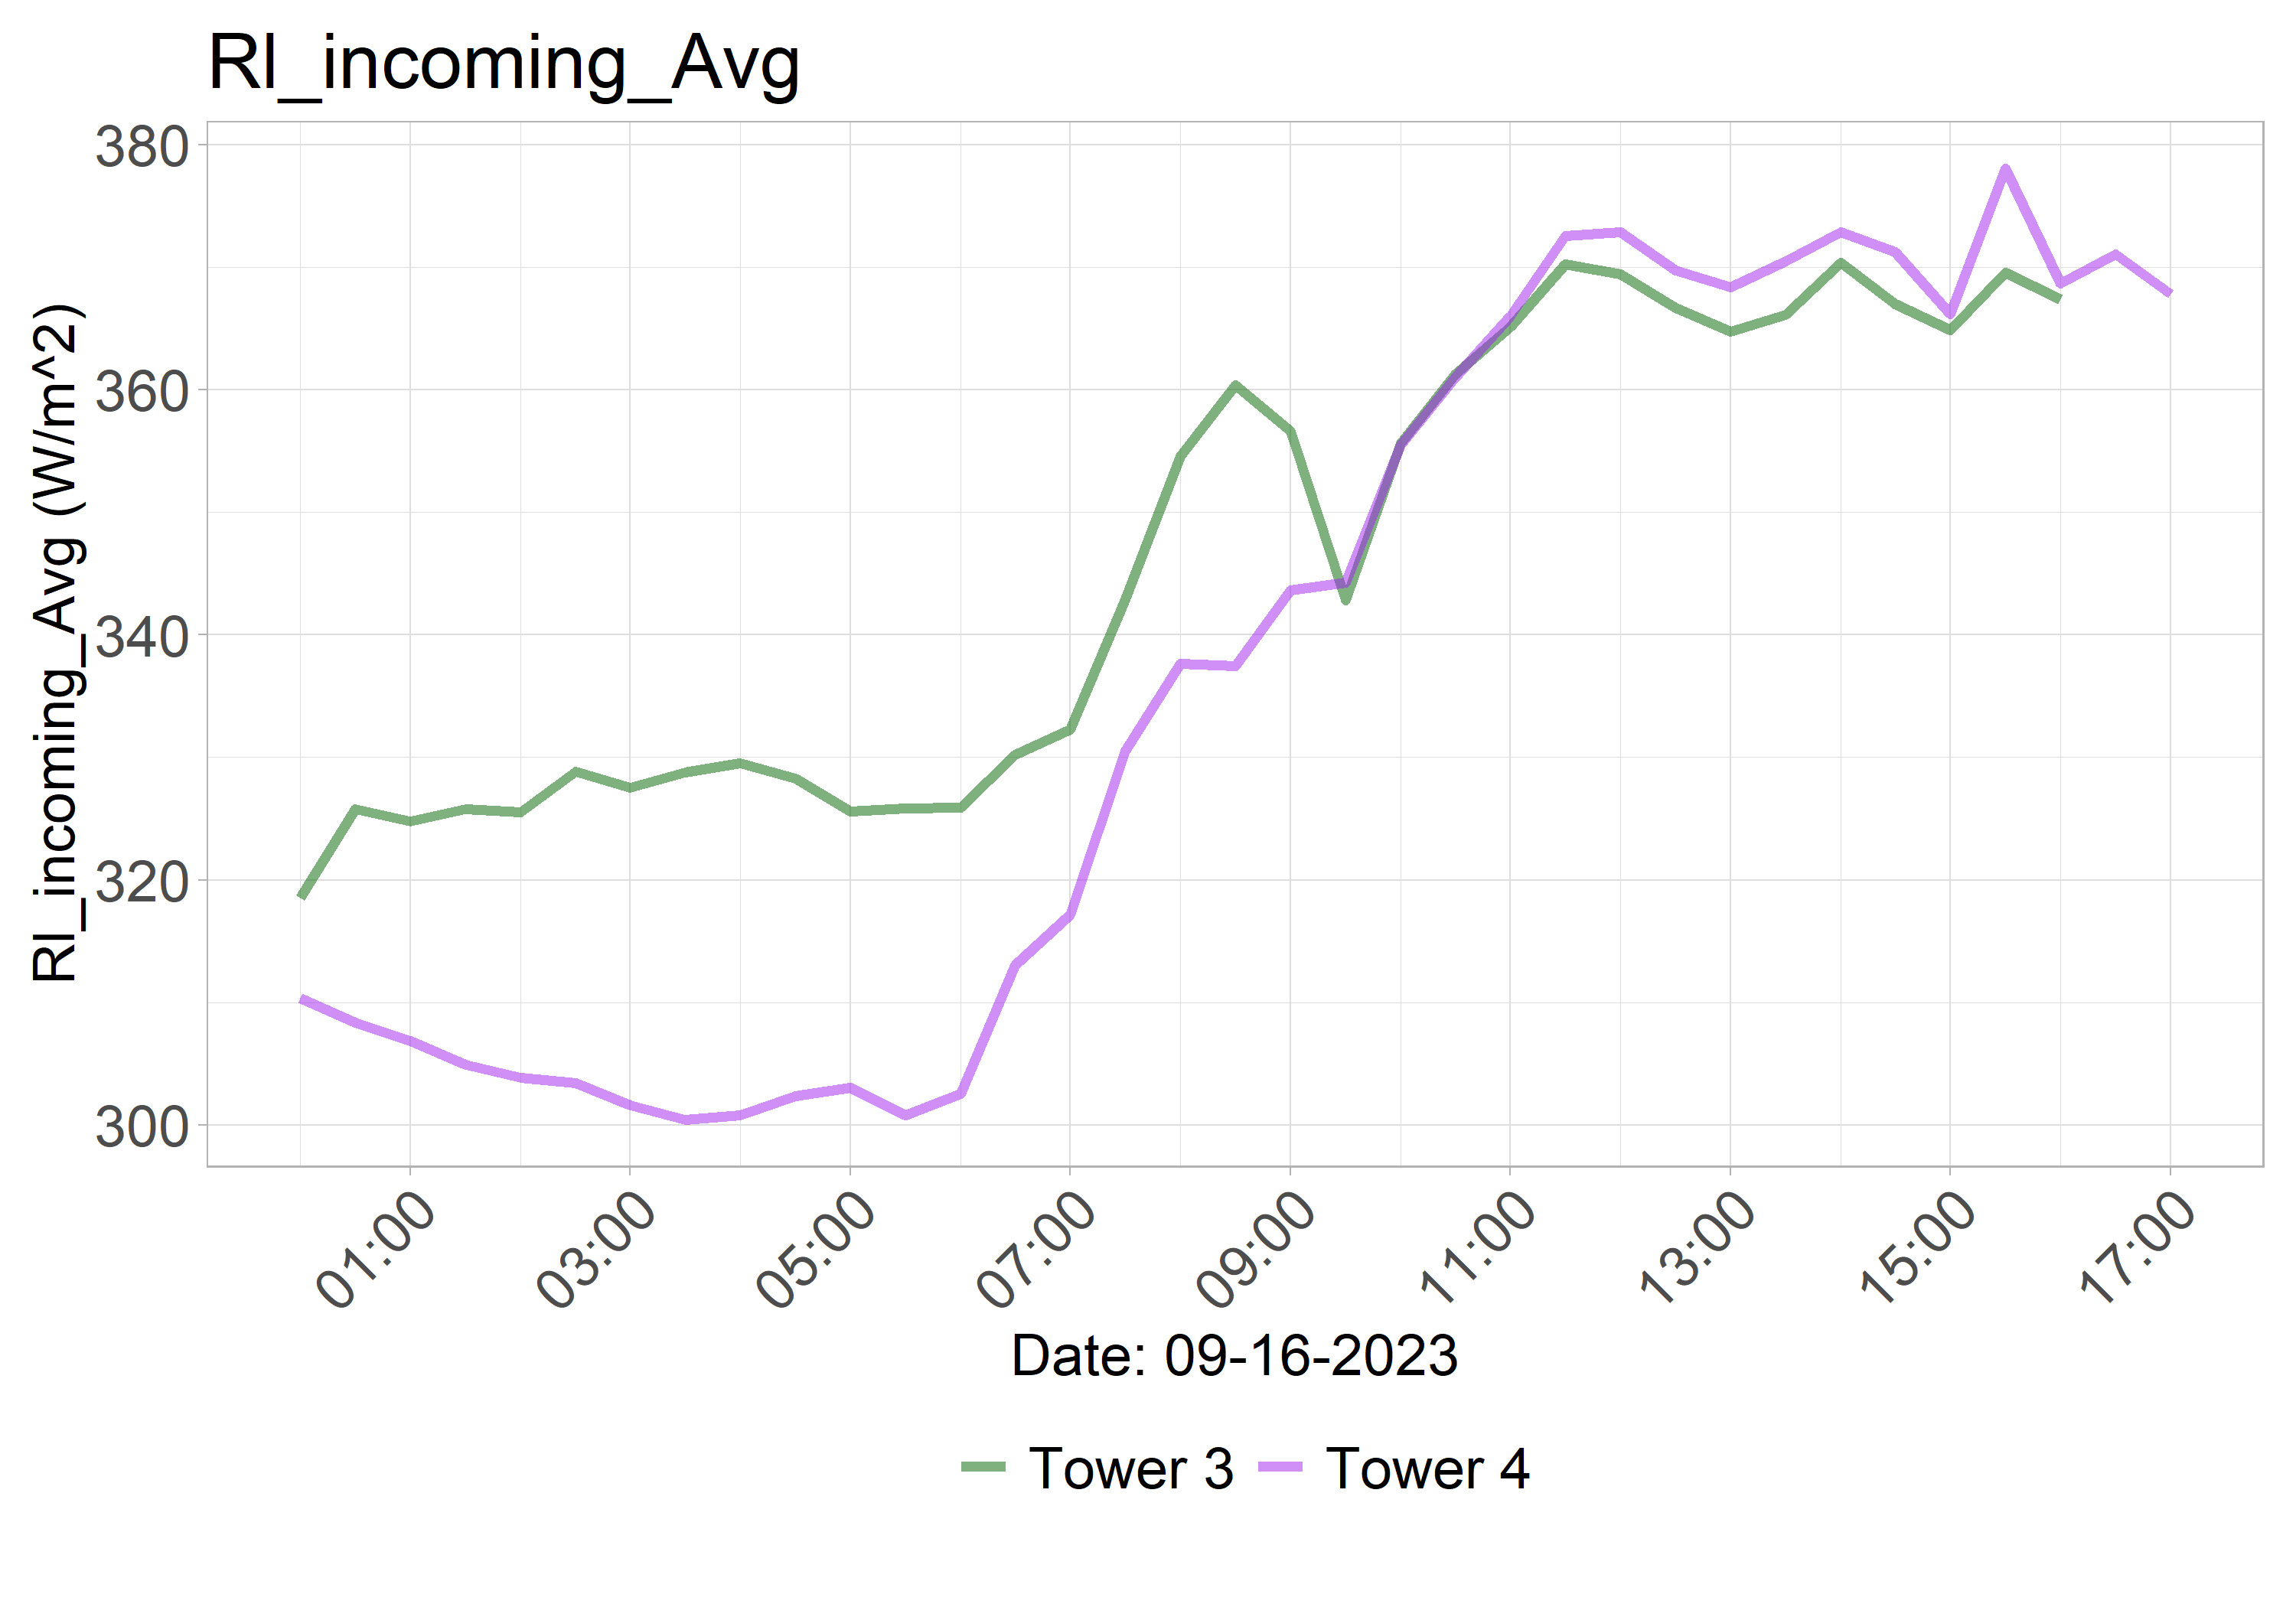 Rl_incoming_Avg
Rl_incoming_Avg (W/m^2)
380
360
340
320
300
01:00 03:00 05:00 07:00 09:00 11:00 13:00 15:00 17:00
Date: 09-16-2023
Tower 3 Tower 4